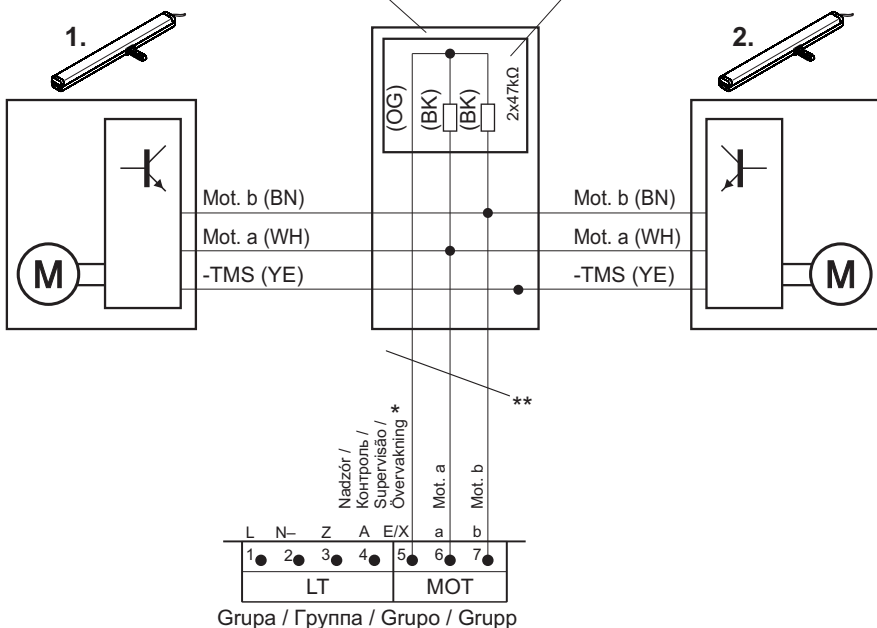 1.
2.
(OG)
(BK)
(BK)
2x47kΩ
Mot. b (BN)
Mot. a (WH)
-TMS (YE)
M
Mot. b (BN)
Mot. a (WH)
-TMS (YE)
M
**
Nadzór /
Контроль /
Supervisão /
Övervakning *
Mot. a
Mot. b
L N– Z A E/X a b
1 2 3 4 5 6 7
LT MOT
Grupa / Группа / Grupo / Grupp